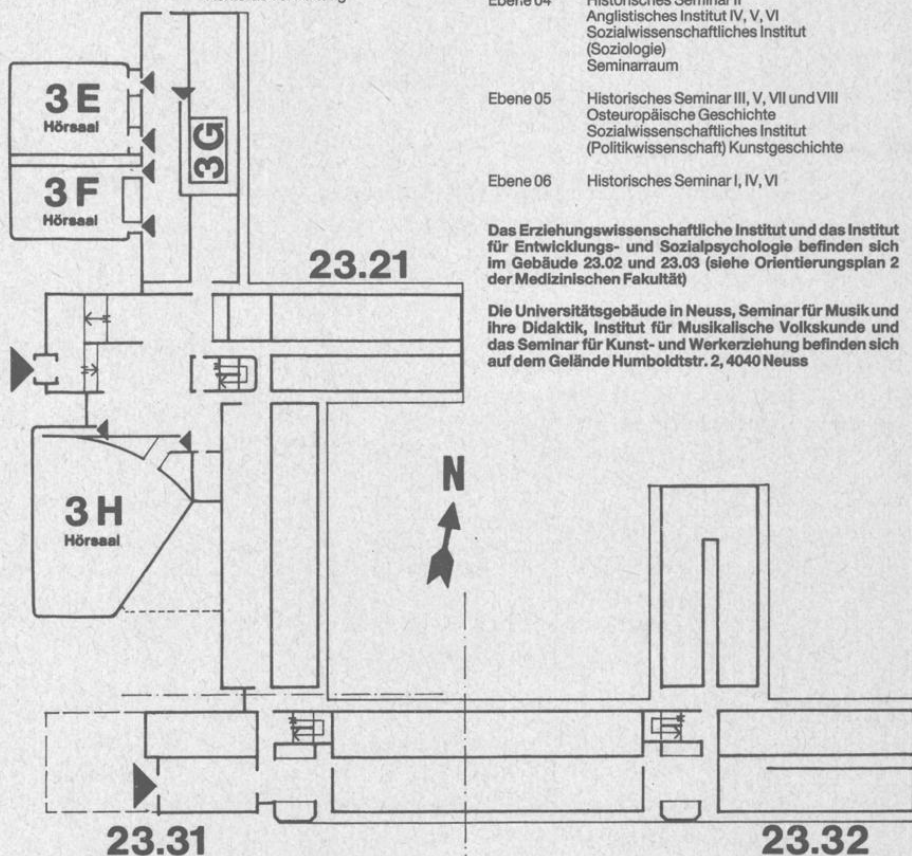 Ebene 04 Historisches Seminar II
Anglistisches Institut IV, V, VI
Sozialwissenschaftliches Institut
(Soziologie)
Seminarraum
Ebene 05 Historisches Seminar III, V, VII und VIII
Osteuropäische Geschichte
Sozialwissenschaftliches Institut
(Politikwissenschaft) Kunstgeschichte
Ebene 06 Historisches Seminar I, IV, VI
Das Erziehungswissenschaftliche Institut und das Institut
für Entwicklungs- und Sozialpsychologie befinden sich
im Gebäude 23.02 und 23.03 (siehe Orientierungsplan 2
der Medizinischen Fakultät)
Die Universitätsgebäude in Neuss, Seminar für Musik und
ihre Didaktik, Institut für Musikalische Volkskunde und
das Seminar für Kunst- und Werkerziehung befinden sich
auf dem Gelände Humboldtstr. 2, 4040 Neuss
3 E
Hörsaal
3 F
Hörsaal
3 G
23.21
3 H
Hörsaal
N
23.31
23.32